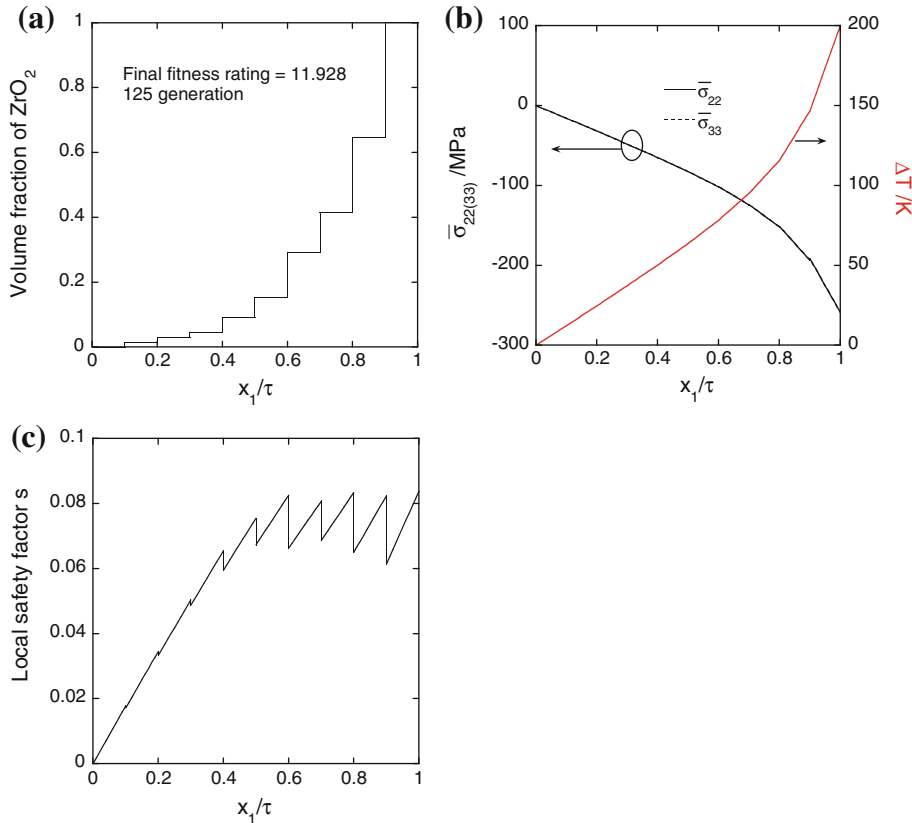 (a)
Final fitness rating = 11.928
125 generation
Volume fraction of ZrO₂
1
0.8
0.6
0.4
0.2
0
0 0.2 0.4 0.6 0.8 1
x₁/τ
(b)
σ̅₂₂
σ̅₃₃
σ̅₂₂₍₃₃₎ /MPa
100
0
-100
-200
-300
200
150
100
50
0
ΔT/K
0 0.2 0.4 0.6 0.8 1
x₁/τ
(c)
Local safety factor s
0.1
0.08
0.06
0.04
0.02
0
0 0.2 0.4 0.6 0.8 1
x₁/τ